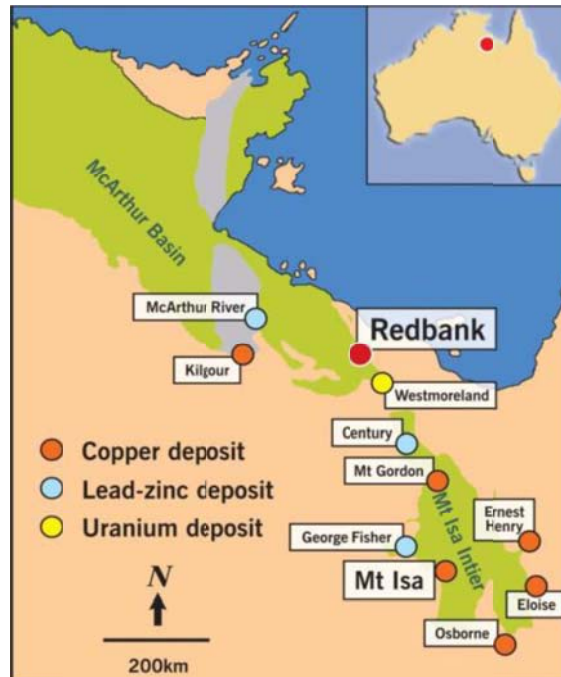 McArthur Basin
McArthur River
Redbank
Kilgour
Westmoreland
Century
Copper deposit
Mt Gordon
Lead-zinc deposit
Ernest
Henry
Uranium deposit
George Fisher
Mt Isa Intier
Mt Isa
N
Eloise
Osborne
200km